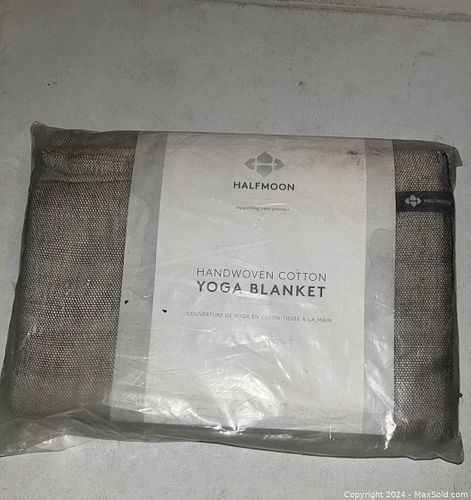 HALFMOON
supporting your practice
HALFMOON
HANDWOVEN COTTON
YOGA BLANKET
COUVERTURE DE YOGA EN COTON TISSÉE À LA MAIN
Copyright © 2024 - MaxSold.com